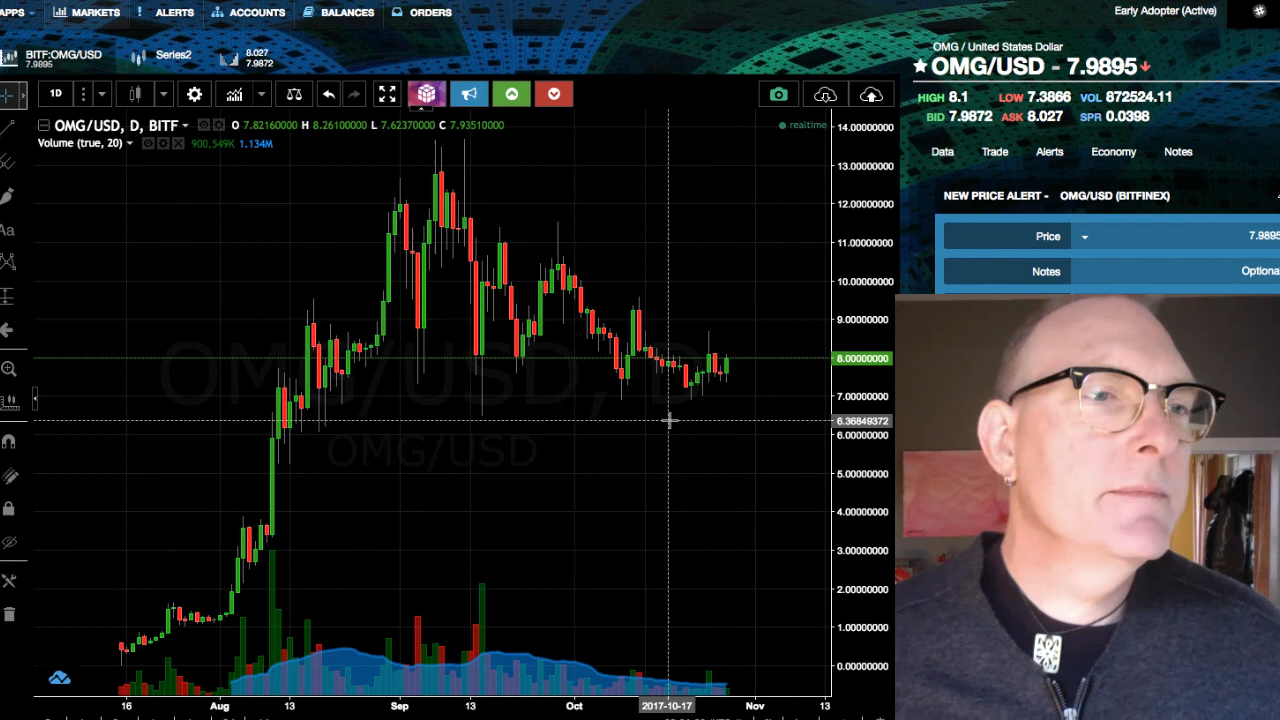 APPS MARKETS ALERTS ACCOUNTS BALANCES ORDERS
Early Adopter (Active)
BITF:OMG/USD
7.9895
Series2
8.027
7.9872
OMG / United States Dollar
OMG/USD - 7.9895
HIGH 8.1 LOW 7.3866 VOL 872524.11
BID 7.9872 ASK 8.027 SPR 0.0398
Data Trade Alerts Economy Notes
NEW PRICE ALERT - OMG/USD (BITFINEX)
Price 7.9895
Notes Optiona
1D
OMG/USD, D, BITF O 7.82160000 H 8.26100000 L 7.62370000 C 7.93510000
realtime
Volume (true, 20) 900.549K 1.134M
Aa
OMG/USD, D
OMG/USD
14.00000000
13.00000000
12.00000000
11.00000000
10.00000000
9.00000000
8.00000000
7.00000000
6.36849372
6.00000000
5.00000000
4.00000000
3.00000000
2.00000000
1.00000000
0.00000000
16 Aug 13 Sep 13 Oct 2017-10-17 Nov 13